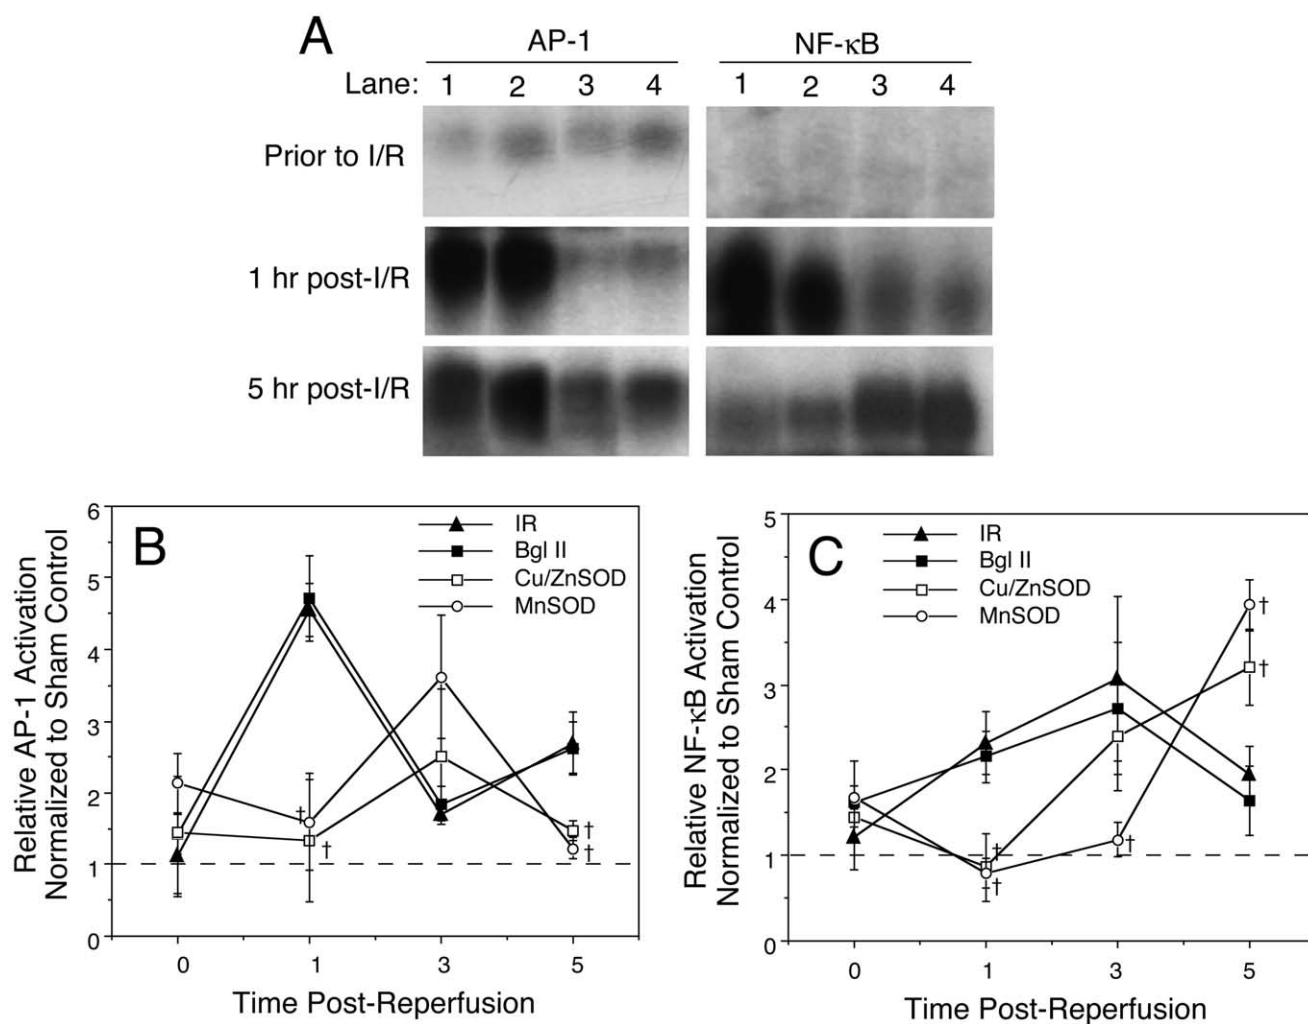 A
AP-1
NF-κB
Lane: 1 2 3 4 1 2 3 4
Prior to I/R
1 hr post-I/R
5 hr post-I/R
B
IR
Bgl II
Cu/ZnSOD
MnSOD
6
5
4
3
2
1
0
† † † †
0 1 3 5
Relative AP-1 Activation
Normalized to Sham Control
Time Post-Reperfusion
C
IR
Bgl II
Cu/ZnSOD
MnSOD
5
4
3
2
1
0
† † † † †
0 1 3 5
Relative NF-κB Activation
Normalized to Sham Control
Time Post-Reperfusion